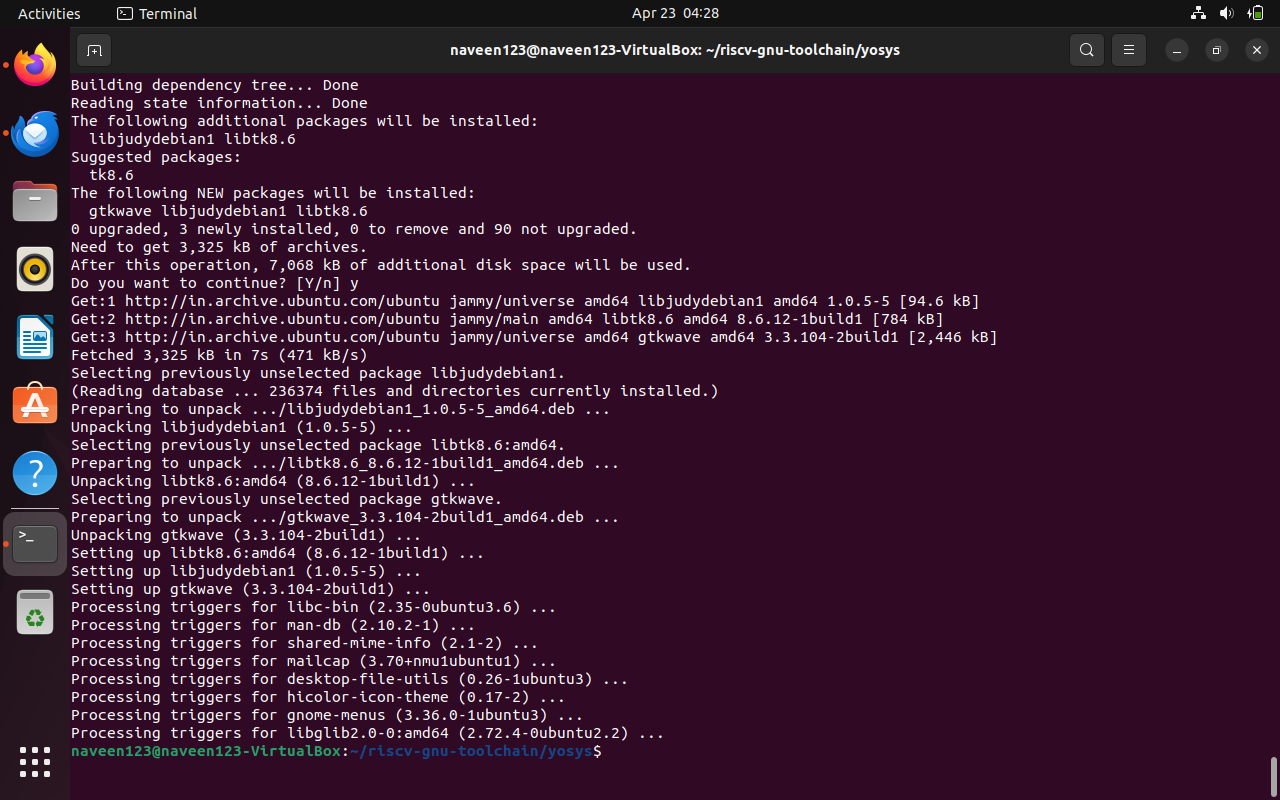 Activities
Terminal
Apr 23  04:28
naveen123@naveen123-VirtualBox: ~/riscv-gnu-toolchain/yosys
Building dependency tree... Done
Reading state information... Done
The following additional packages will be installed:
  libjudydebian1 libtk8.6
Suggested packages:
  tk8.6
The following NEW packages will be installed:
  gtkwave libjudydebian1 libtk8.6
0 upgraded, 3 newly installed, 0 to remove and 90 not upgraded.
Need to get 3,325 kB of archives.
After this operation, 7,068 kB of additional disk space will be used.
Do you want to continue? [Y/n] y
Get:1 http://in.archive.ubuntu.com/ubuntu jammy/universe amd64 libjudydebian1 amd64 1.0.5-5 [94.6 kB]
Get:2 http://in.archive.ubuntu.com/ubuntu jammy/main amd64 libtk8.6 amd64 8.6.12-1build1 [784 kB]
Get:3 http://in.archive.ubuntu.com/ubuntu jammy/universe amd64 gtkwave amd64 3.3.104-2build1 [2,446 kB]
Fetched 3,325 kB in 7s (471 kB/s)
Selecting previously unselected package libjudydebian1.
(Reading database ... 236374 files and directories currently installed.)
Preparing to unpack .../libjudydebian1_1.0.5-5_amd64.deb ...
Unpacking libjudydebian1 (1.0.5-5) ...
Selecting previously unselected package libtk8.6:amd64.
Preparing to unpack .../libtk8.6_8.6.12-1build1_amd64.deb ...
Unpacking libtk8.6:amd64 (8.6.12-1build1) ...
Selecting previously unselected package gtkwave.
Preparing to unpack .../gtkwave_3.3.104-2build1_amd64.deb ...
Unpacking gtkwave (3.3.104-2build1) ...
Setting up libtk8.6:amd64 (8.6.12-1build1) ...
Setting up libjudydebian1 (1.0.5-5) ...
Setting up gtkwave (3.3.104-2build1) ...
Processing triggers for libc-bin (2.35-0ubuntu3.6) ...
Processing triggers for man-db (2.10.2-1) ...
Processing triggers for shared-mime-info (2.1-2) ...
Processing triggers for mailcap (3.70+nmu1ubuntu1) ...
Processing triggers for desktop-file-utils (0.26-1ubuntu3) ...
Processing triggers for hicolor-icon-theme (0.17-2) ...
Processing triggers for gnome-menus (3.36.0-1ubuntu3) ...
Processing triggers for libglib2.0-0:amd64 (2.72.4-0ubuntu2.2) ...
naveen123@naveen123-VirtualBox:~/riscv-gnu-toolchain/yosys$